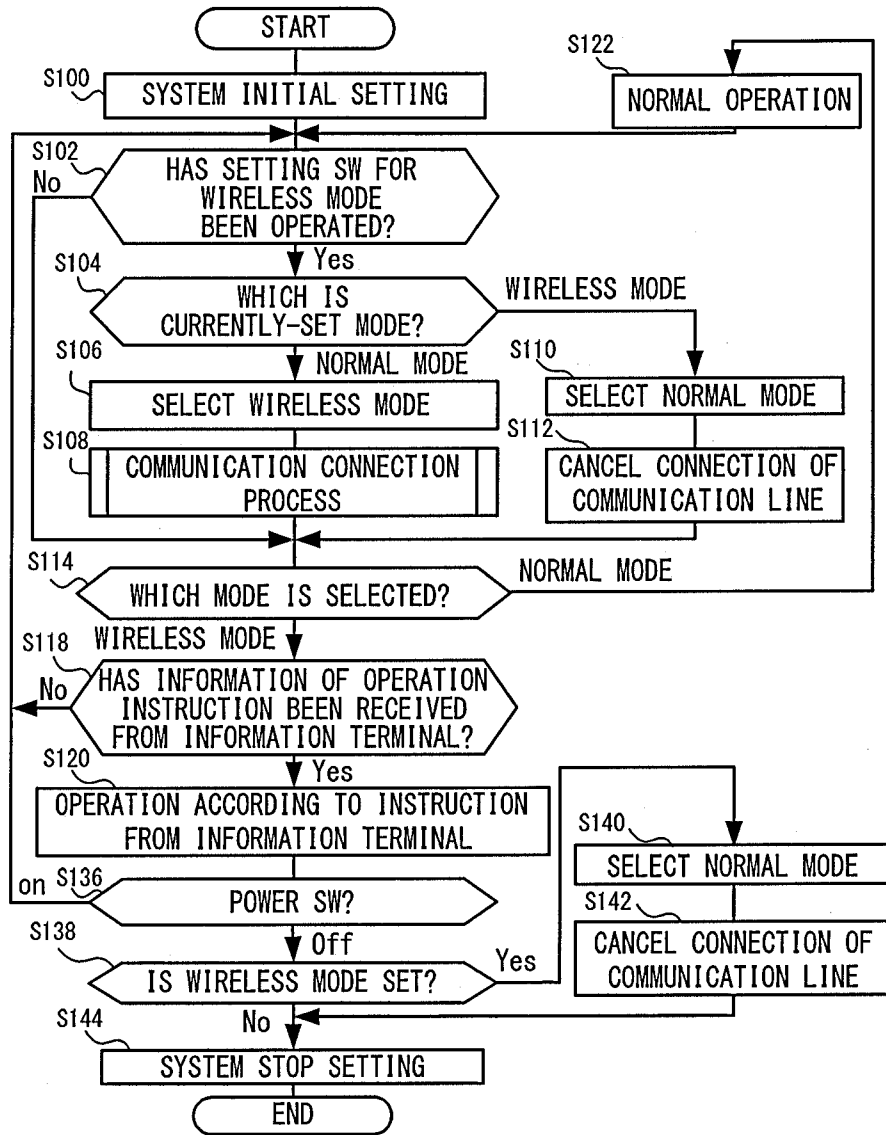 START
S100
SYSTEM INITIAL SETTING
S122
NORMAL OPERATION
S102
No
HAS SETTING SW FOR
WIRELESS MODE
BEEN OPERATED?
Yes
S104
WHICH IS
CURRENTLY-SET MODE?
WIRELESS MODE
NORMAL MODE
S106
SELECT WIRELESS MODE
S110
SELECT NORMAL MODE
S108
COMMUNICATION CONNECTION
PROCESS
S112
CANCEL CONNECTION OF
COMMUNICATION LINE
S114
WHICH MODE IS SELECTED?
NORMAL MODE
WIRELESS MODE
S118
No
HAS INFORMATION OF OPERATION
INSTRUCTION BEEN RECEIVED
FROM INFORMATION TERMINAL?
Yes
S120
OPERATION ACCORDING TO INSTRUCTION
FROM INFORMATION TERMINAL
on
S136
POWER SW?
Off
S138
IS WIRELESS MODE SET?
Yes
S140
SELECT NORMAL MODE
S142
CANCEL CONNECTION OF
COMMUNICATION LINE
No
S144
SYSTEM STOP SETTING
END